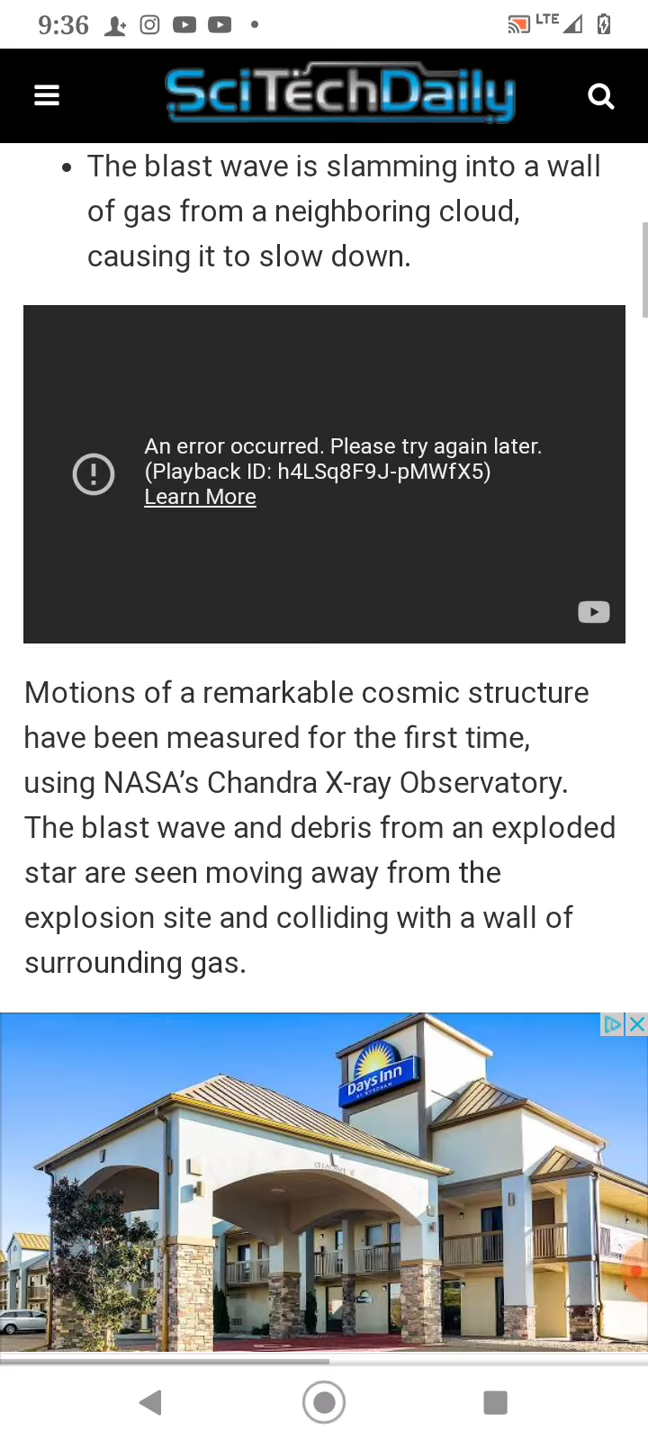 9:36
LTE
SciTechDaily
• The blast wave is slamming into a wall
of gas from a neighboring cloud,
causing it to slow down.
An error occurred. Please try again later.
(Playback ID: h4LSq8F9J-pMWfX5)
Learn More
Motions of a remarkable cosmic structure
have been measured for the first time,
using NASA’s Chandra X-ray Observatory.
The blast wave and debris from an exploded
star are seen moving away from the
explosion site and colliding with a wall of
surrounding gas.
Days Inn
BY WYNDHAM